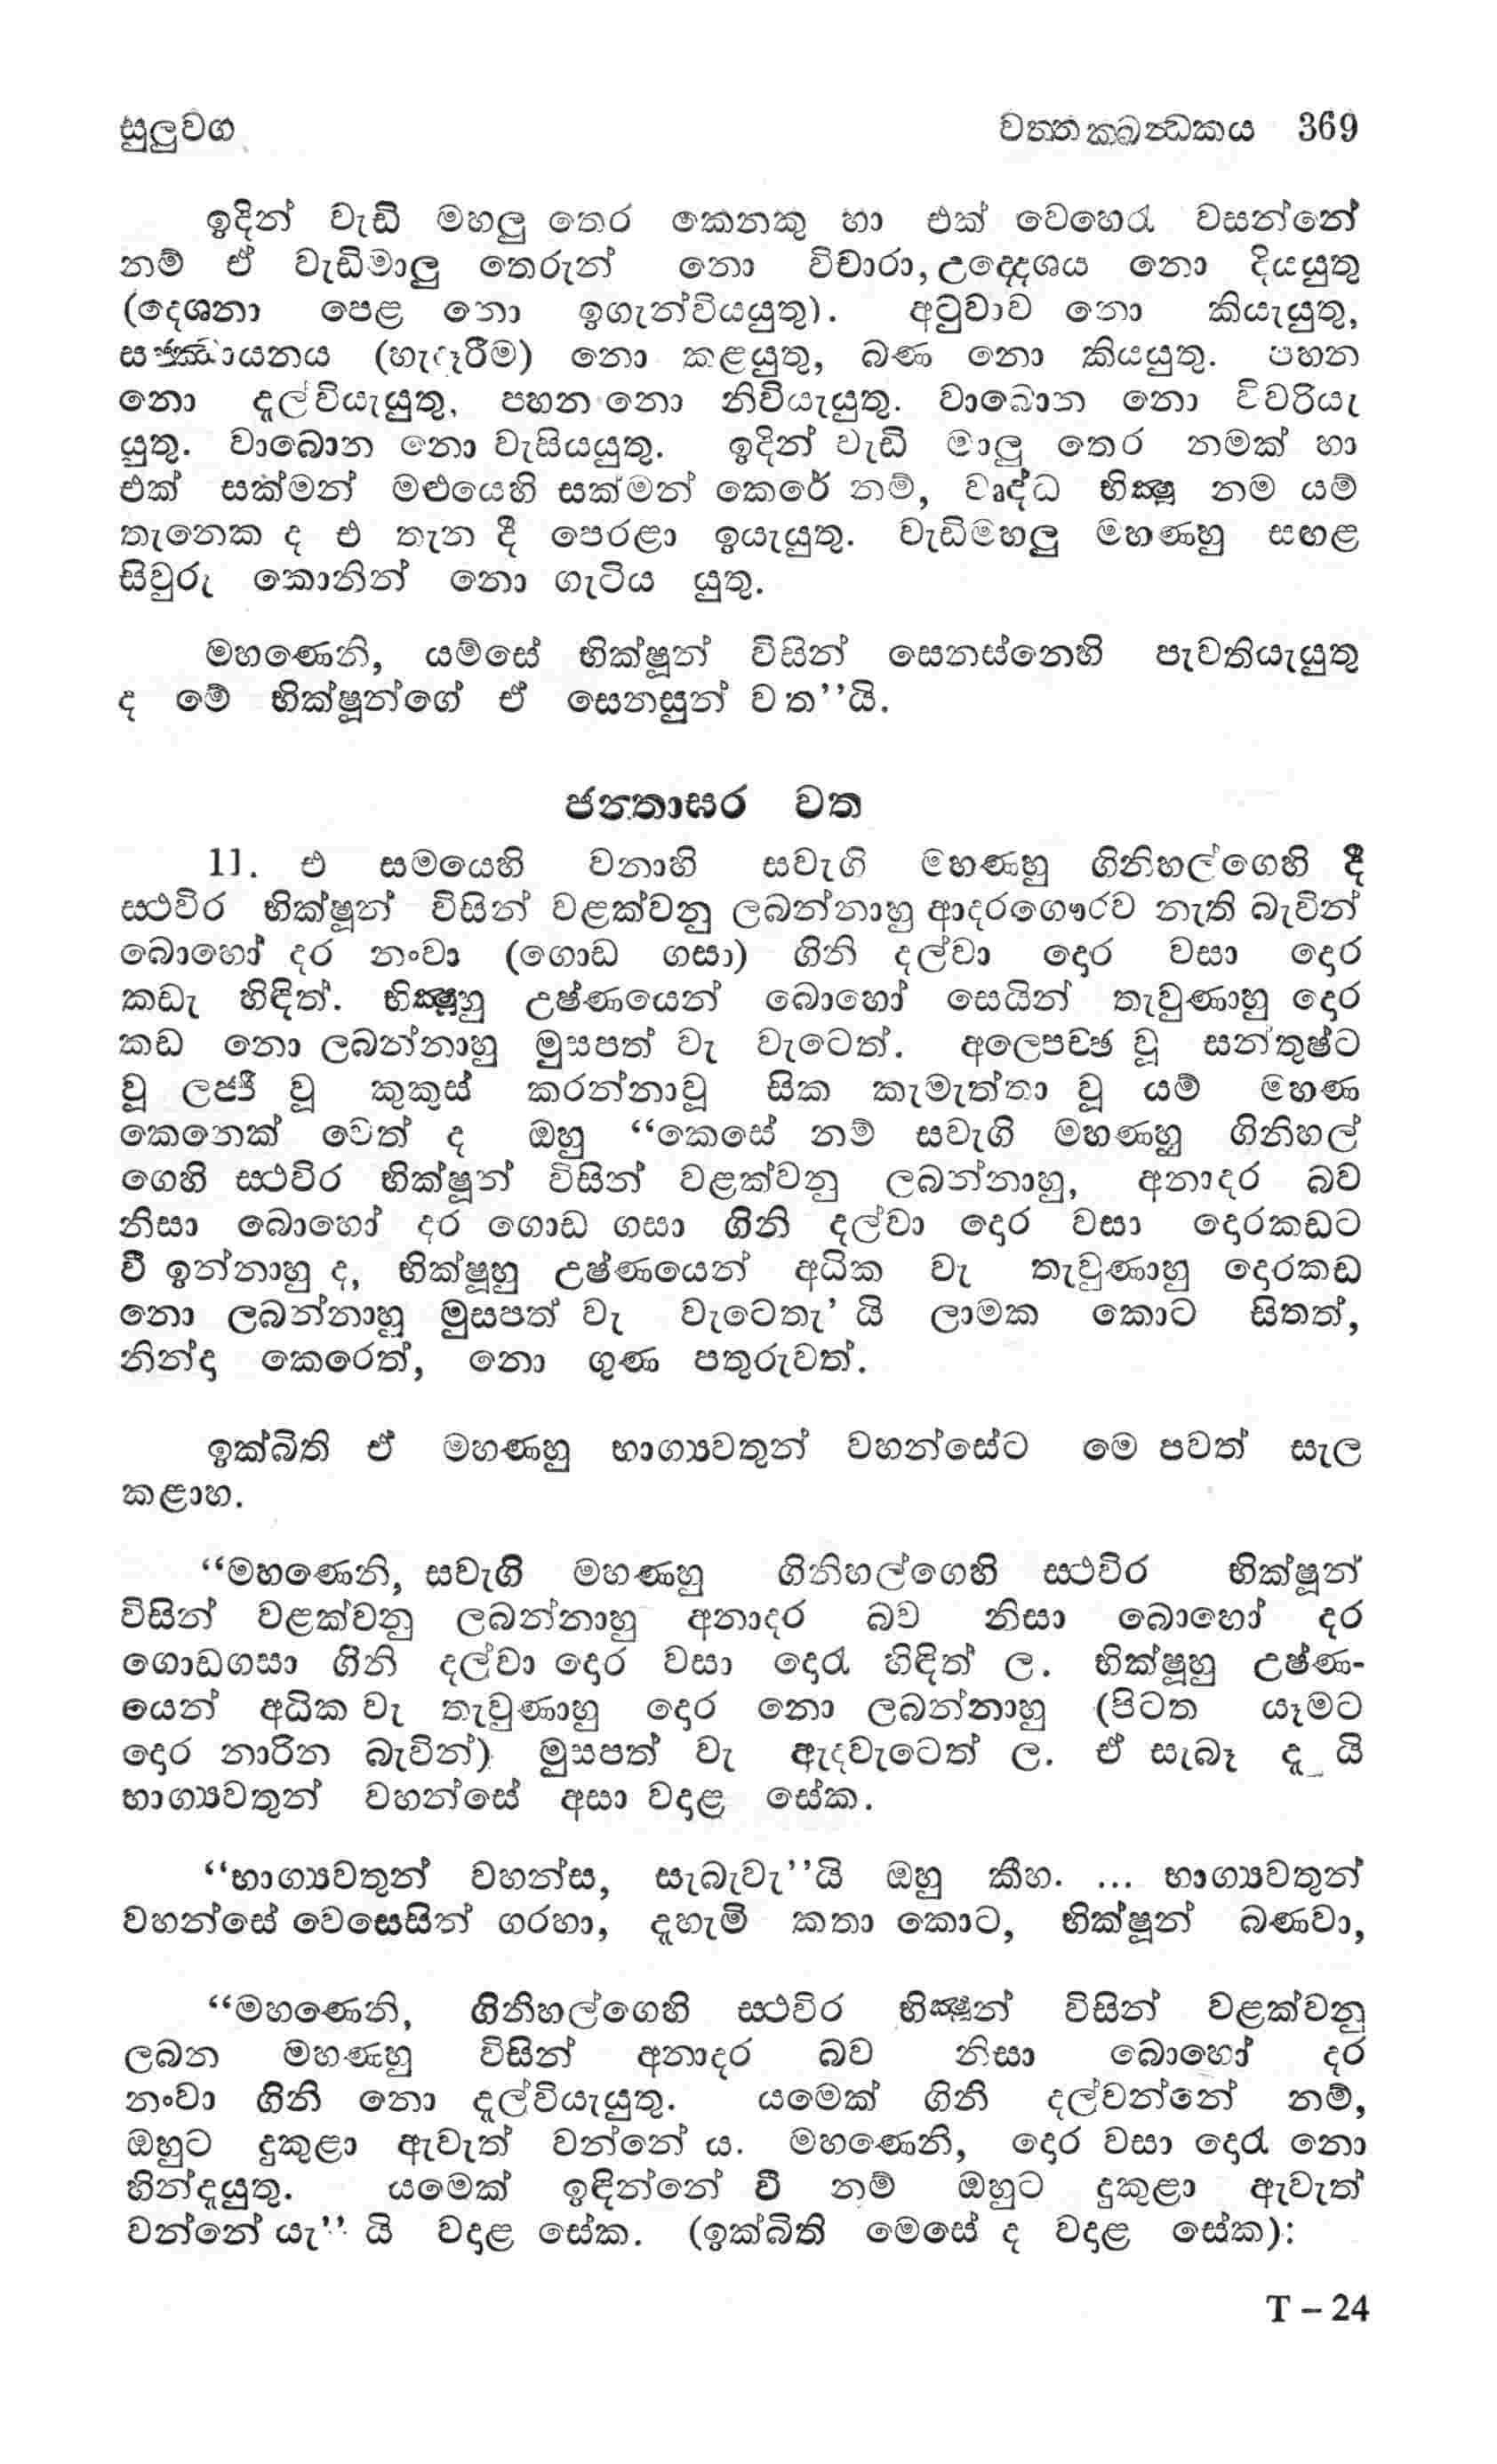 සුලුවග
වත්තක්ඛන්ධකය 369
ඉදින් වැඩි මහලු තෙර කෙනකු හා එක් වෙහෙරැ වසන්නේ
නම් ඒ වැඩිමාලු තෙරුන් නො විචාරා, උද්දෙශය නො දියයුතු
(දෙශනා පෙළ නො ඉගැන්වියයුතු). අටුවාව නො කියැයුතු,
සජ්ඣායනය (හැදෑරීම) නො කළයුතු, බණ නො කියයුතු. පහන
නො දැල්වියැයුතු, පහන නො නිවියැයුතු. වාබොන නො විවරියැ
යුතු. වාබොන නො වැසියයුතු. ඉදින් වැඩි මාලු තෙර නමක් හා
එක් සක්මන් මළුයෙහි සක්මන් කෙරේ නම්, වෘද්ධ භික්‍ෂූ නම යම්
තැනෙක ද එ තැන දී පෙරළා ඉයැයුතු. වැඩිමහලු මහණහු සඟළ
සිවුරු කොනින් නො ගැටිය යුතු.
මහණෙනි, යම්සේ භික්ෂූන් විසින් සෙනස්නෙහි පැවතියැයුතු
ද මේ භික්ෂූන්ගේ ඒ සෙනසුන් වත’’යි.
ජන්තාඝර වත
11. එ සමයෙහි වනාහි සවැගි මහණහු ගිනිහල්ගෙහි දී
ස්ථවිර භික්ෂූන් විසින් වළක්වනු ලබන්නාහු ආදරගෞරව නැති බැවින්
බොහෝ දර නංවා (ගොඩ ගසා) ගිනි දල්වා දොර වසා දොර
කඩැ හිඳිත්. භික්‍ෂූහු උෂ්ණයෙන් බොහෝ සෙයින් තැවුණාහු දොර
කඩ නො ලබන්නාහු මුසපත් වැ වැටෙත්. අල්පෙච්ඡ වූ සන්තුෂ්ට
වූ ලජ්ජී වූ කුකුස් කරන්නාවූ සික කැමැත්තා වූ යම් මහණ
කෙනෙක් වෙත් ද ඔහු “කෙසේ නම් සවැගි මහණහු ගිනිහල්
ගෙහි ස්ථවිර භික්ෂූන් විසින් වළක්වනු ලබන්නාහු, අනාදර බව
නිසා බොහෝ දර ගොඩ ගසා ගිනි දල්වා දොර වසා දොරකඩට
වී ඉන්නාහු ද, භික්ෂූහු උෂ්ණයෙන් අධික වැ තැවුණාහු දොරකඩ
නො ලබන්නාහු මුසපත් වැ වැටෙතැ’ යි ලාමක කොට සිතත්,
නින්දා කෙරෙත්, නො ගුණ පතුරුවත්.
ඉක්බිති ඒ මහණහු භාග්‍යවතුන් වහන්සේට මෙ පවත් සැල
කළාහ.
“මහණෙනි, සවැගි මහණහු ගිනිහල්ගෙහි ස්ථවිර භික්ෂූන්
විසින් වළක්වනු ලබන්නාහු අනාදර බව නිසා බොහෝ දර
ගොඩගසා ගිනි දල්වා දොර වසා දොරැ හිඳිත් ල. භික්ෂූහු උෂ්ණ-
යෙන් අධික වැ තැවුණාහු දොර නො ලබන්නාහු (පිටත යෑමට
දොර නාරින බැවින්) මුසපත් වැ ඇදවැටෙත් ල. ඒ සැබෑ ද_යි
භාග්‍යවතුන් වහන්සේ අසා වදාළ සේක.
“භාග්‍යවතුන් වහන්ස, සැබැවැ’’යි ඔහු කීහ. ... භාග්‍යවතුන්
වහන්සේ වෙසෙසින් ගරහා, දැහැමි කතා කොට, භික්ෂූන් බණවා,
“මහණෙනි, ගිනිහල්ගෙහි ස්ථවිර භික්‍ෂූන් විසින් වළක්වනු
ලබන මහණහු විසින් අනාදර බව නිසා බොහෝ දර
නංවා ගිනි නො දැල්වියැයුතු. යමෙක් ගිනි දල්වන්නේ නම්,
ඔහුට දුකුළා ඇවැත් වන්නේ ය. මහණෙනි, දොර වසා දොරැ නො
හින්දයුතු. යමෙක් ඉඳින්නේ වී නම් ඔහුට දුකුළා ඇවැත්
වන්නේ යැ’’ යි වදාළ සේක. (ඉක්බිති මෙසේ ද වදාළ සේක):
T – 24